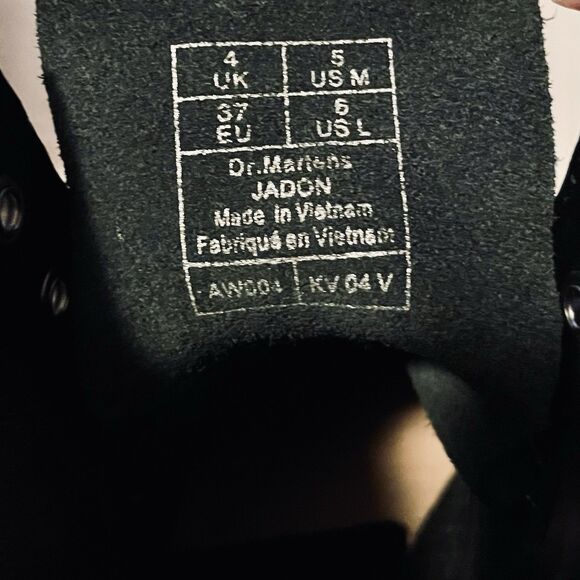 4 UK 5 US M
37 EU 6 US L
Dr.Martens
JADON
Made in Vietnam
Fabriqué en Vietnam
AW004 KV 04 V